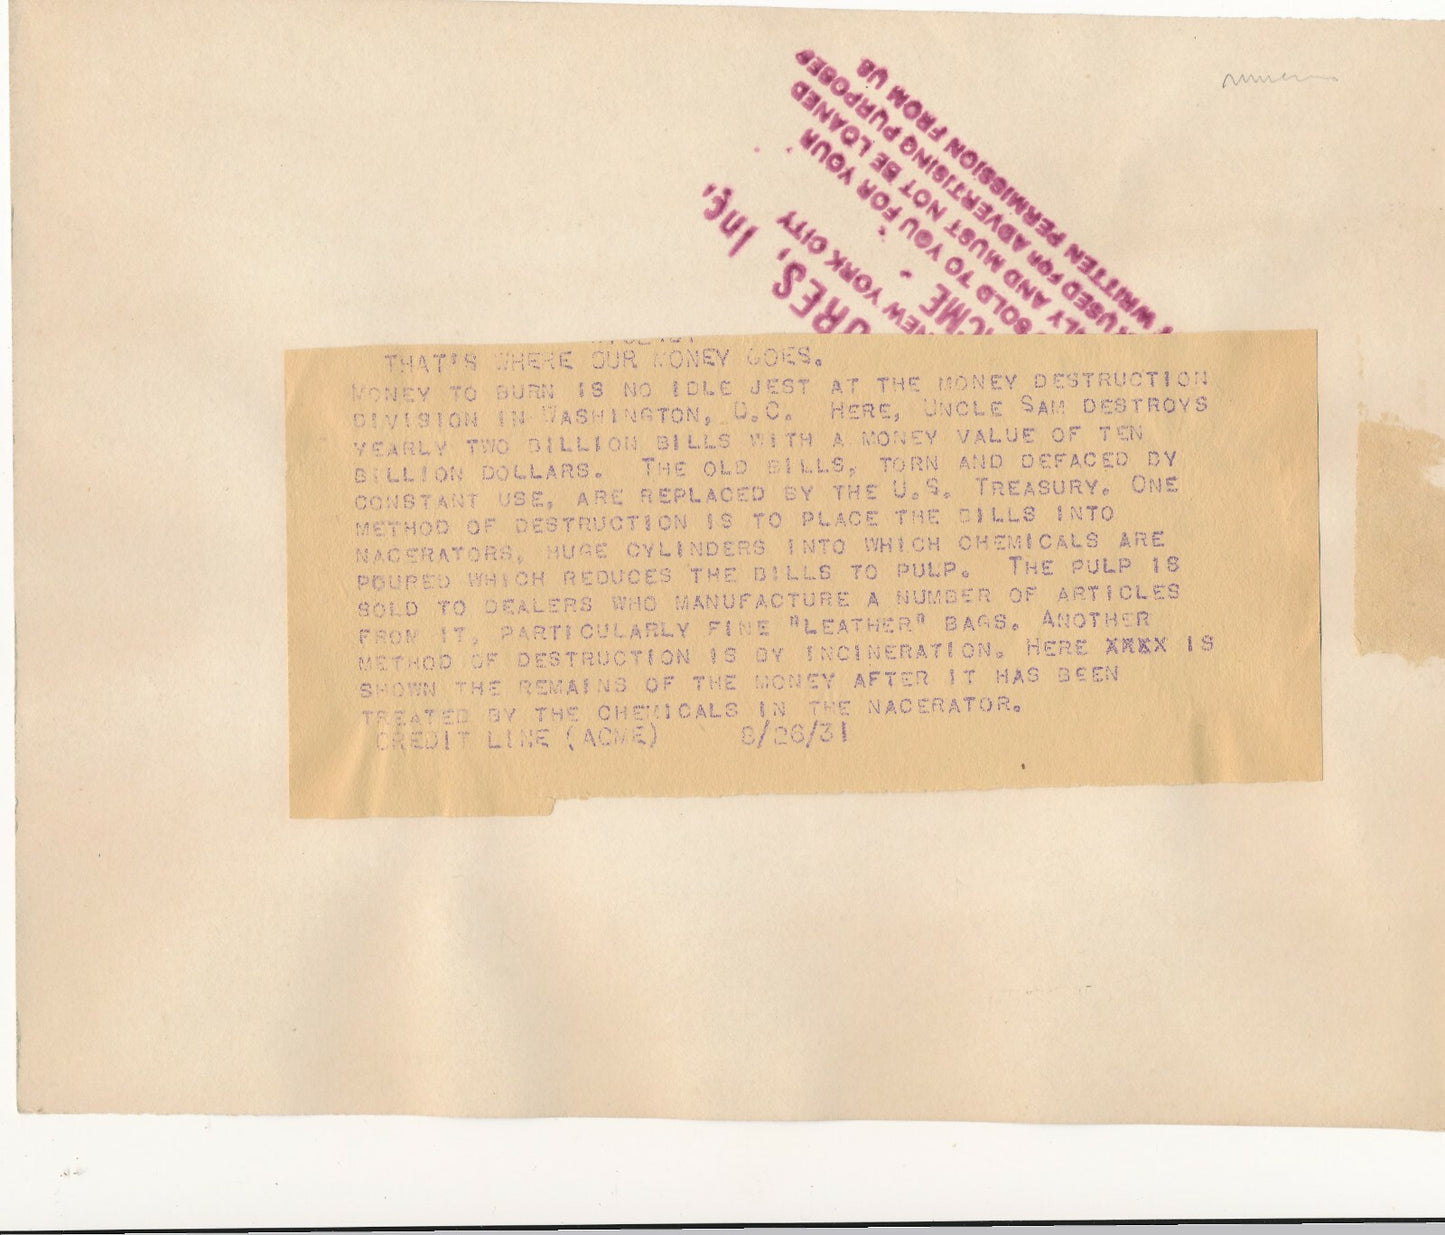 URES, Inc,
NEW YORK CITY
CME
SOLD TO YOU FOR YOUR
LY AND MUST NOT BE LOANED
USED FOR ADVERTISING PURPOSES
WRITTEN PERMISSION FROM US
THAT'S WHERE OUR MONEY GOES.
MONEY TO BURN IS NO IDLE JEST AT THE MONEY DESTRUCTION
DIVISION IN WASHINGTON, D.C. HERE, UNCLE SAM DESTROYS
YEARLY TWO BILLION BILLS WITH A MONEY VALUE OF TEN
BILLION DOLLARS. THE OLD BILLS, TORN AND DEFACED BY
CONSTANT USE, ARE REPLACED BY THE U.S. TREASURY. ONE
METHOD OF DESTRUCTION IS TO PLACE THE BILLS INTO
NACERATORS, HUGE CYLINDERS INTO WHICH CHEMICALS ARE
POURED WHICH REDUCES THE BILLS TO PULP. THE PULP IS
SOLD TO DEALERS WHO MANUFACTURE A NUMBER OF ARTICLES
FROM IT, PARTICULARLY FINE "LEATHER" BAGS. ANOTHER
METHOD OF DESTRUCTION IS BY INCINERATION. HERE XXXX IS
SHOWN THE REMAINS OF THE MONEY AFTER IT HAS BEEN
TREATED BY THE CHEMICALS IN THE NACERATOR.
CREDIT LINE (ACME) 8/26/31